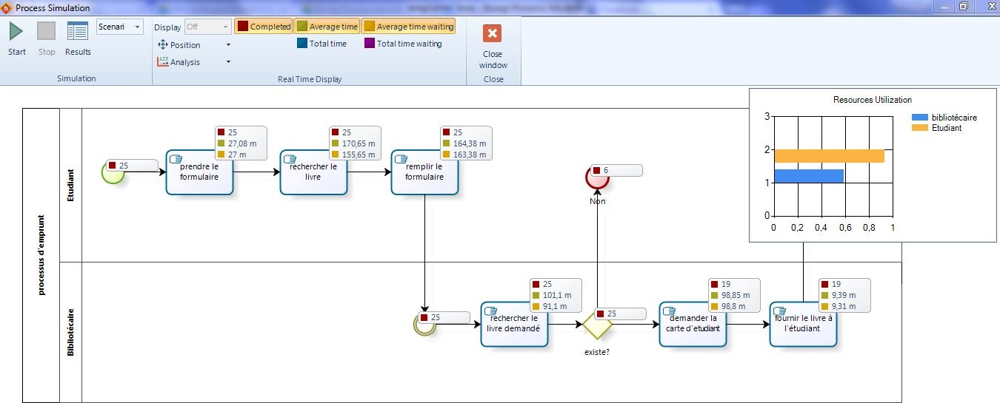 Process Simulation
Start
Stop
Results
Simulation
Scenari
Display
Off
Completed
Average time
Average time waiting
Position
Total time
Total time waiting
Analysis
Real Time Display
Close
window
Close
Resources Utilization
3
2
1
0
0
0,2
0,4
0,6
0,8
1
bibliotécaire
Etudiant
processus d'emprunt
Etudiant
25
25
27,08 m
27 m
prendre le
formulaire
25
170,65 m
155,65 m
rechercher le
livre
25
164,38 m
163,38 m
remplir le
formulaire
6
Non
Bibliotécaire
25
25
101,1 m
91,1 m
rechercher le
livre demandé
25
existe?
19
98,85 m
98,8 m
demander la
carte d'etudiant
19
9,39 m
9,31 m
fournir le livre à
l'étudiant